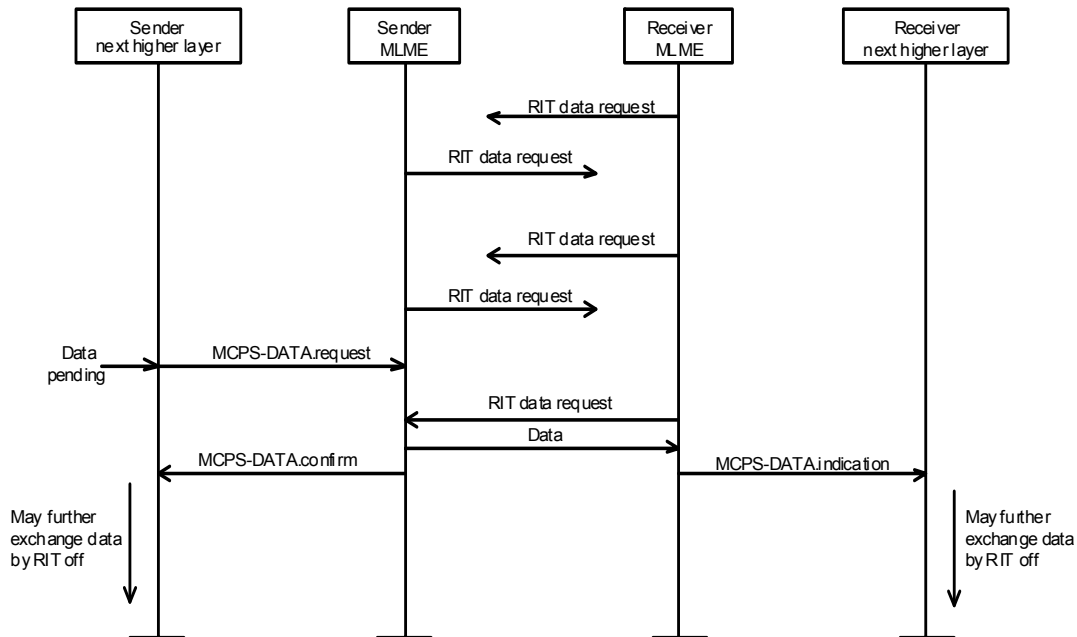 Sender
next higher layer
Sender
MLME
Receiver
MLME
Receiver
next higher layer
RIT data request
RIT data request
RIT data request
RIT data request
Data
pending
MCPS-DATA.request
RIT data request
Data
MCPS-DATA.confirm
MCPS-DATA.indication
May further
exchange data
by RIT off
May further
exchange data
by RIT off